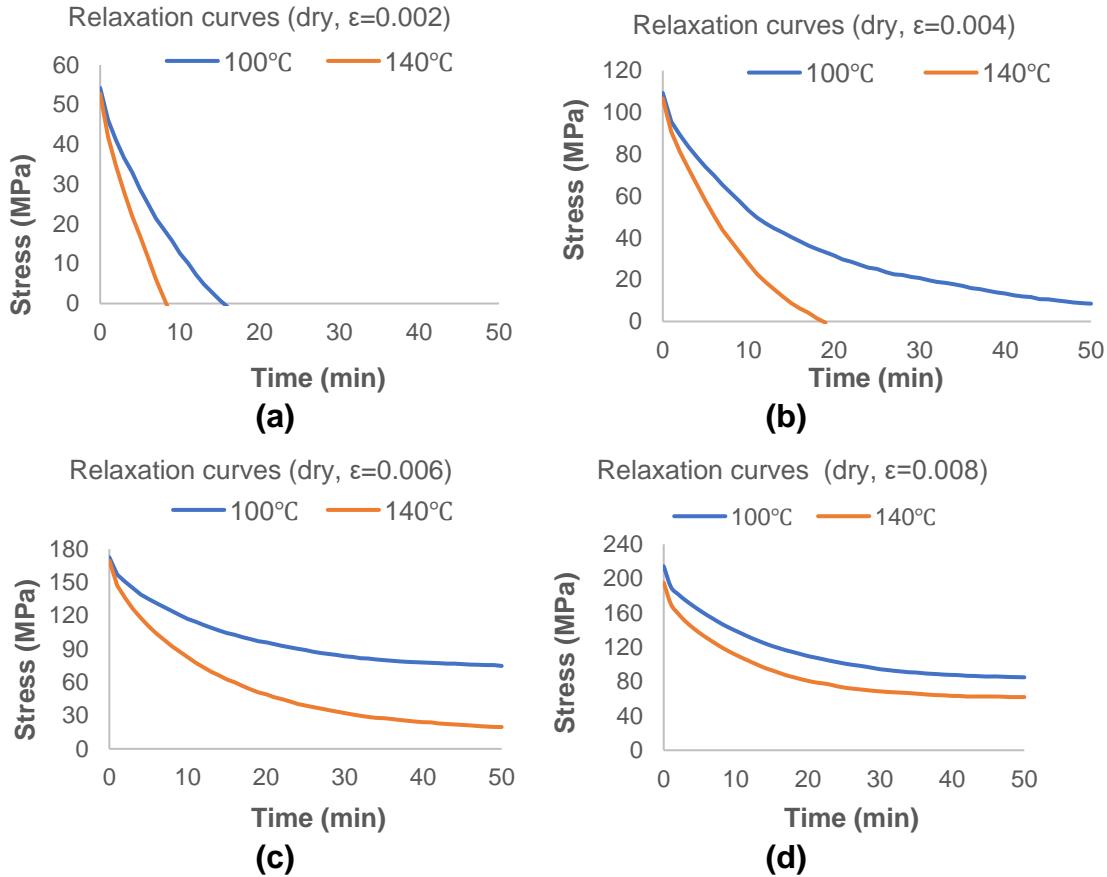 Relaxation curves (dry, ε=0.002)
100℃ 140℃
60
50
40
30
20
10
0
Stress (MPa)
0 10 20 30 40 50
Time (min)
(a)
Relaxation curves (dry, ε=0.004)
100℃ 140℃
120
100
80
60
40
20
0
Stress (MPa)
0 10 20 30 40 50
Time (min)
(b)
Relaxation curves (dry, ε=0.006)
100℃ 140℃
180
150
120
90
60
30
0
Stress (MPa)
0 10 20 30 40 50
Time (min)
(c)
Relaxation curves (dry, ε=0.008)
100℃ 140℃
240
200
160
120
80
40
0
Stress (MPa)
0 10 20 30 40 50
Time (min)
(d)